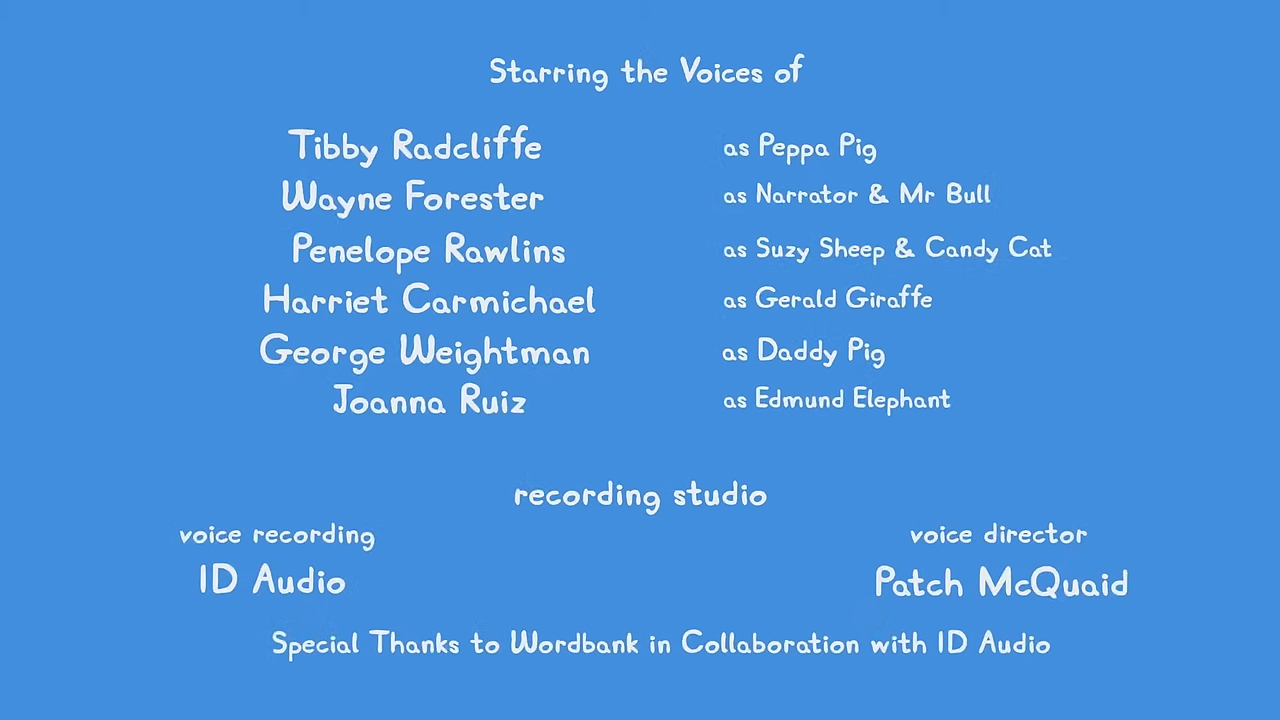 Starring the Voices of
Tibby Radcliffe as Peppa Pig
Wayne Forester as Narrator & Mr Bull
Penelope Rawlins as Suzy Sheep & Candy Cat
Harriet Carmichael as Gerald Giraffe
George Weightman as Daddy Pig
Joanna Ruiz as Edmund Elephant
recording studio
voice recording voice director
ID Audio Patch McQuaid
Special Thanks to Wordbank in Collaboration with ID Audio